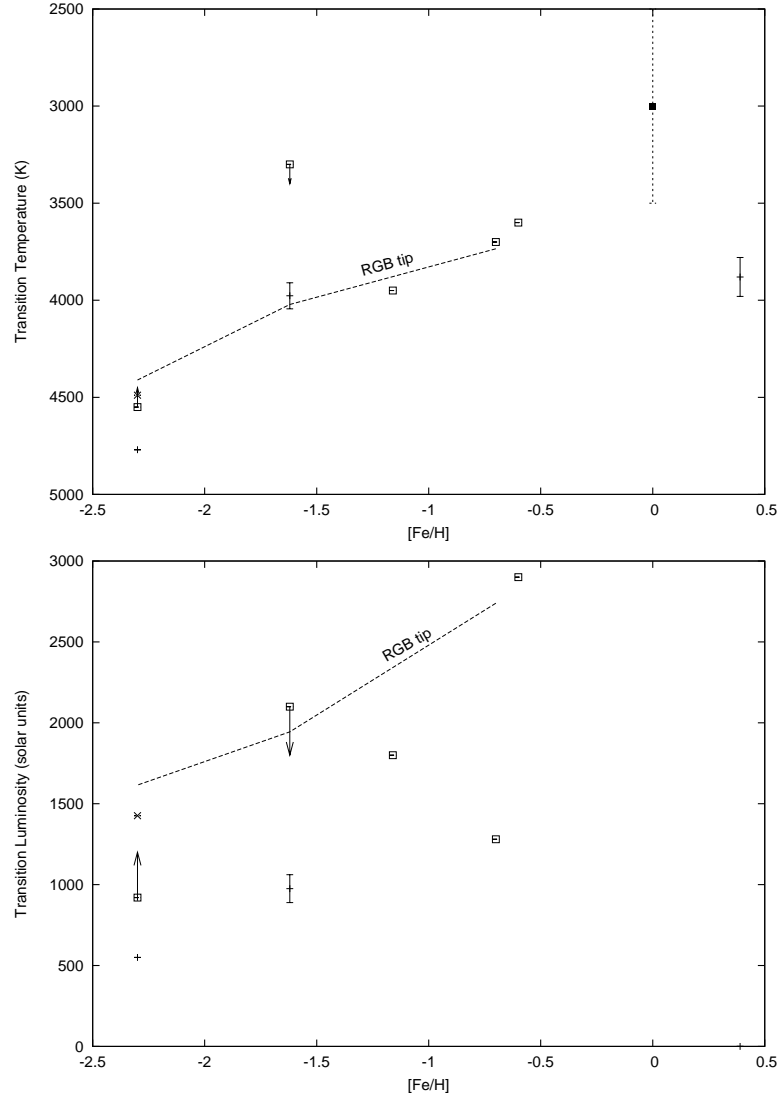 2500
3000
3500
4000
4500
5000
Transition Temperature (K)
RGB tip
-2.5 -2 -1.5 -1 -0.5 0 0.5
[Fe/H]
3000
2500
2000
1500
1000
500
0
Transition Luminosity (solar units)
RGB tip
-2.5 -2 -1.5 -1 -0.5 0 0.5
[Fe/H]